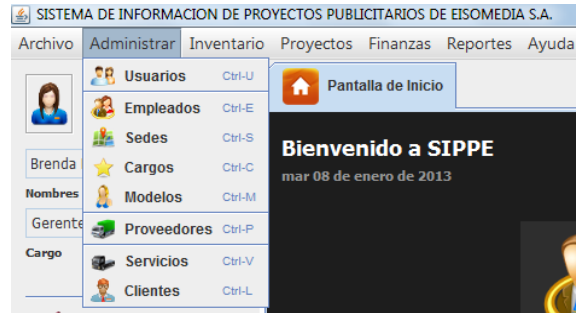 SISTEMA DE INFORMACION DE PROYECTOS PUBLICITARIOS DE EISOMEDIA S.A.
Archivo Administrar Inventario Proyectos Finanzas Reportes Ayuda
Usuarios Ctrl-U
Empleados Ctrl-E
Sedes Ctrl-S
Cargos Ctrl-C
Modelos Ctrl-M
Proveedores Ctrl-P
Servicios Ctrl-V
Clientes Ctrl-L
Brenda
Nombres
Gerente
Cargo
Pantalla de Inicio
Bienvenido a SIPPE
mar 08 de enero de 2013